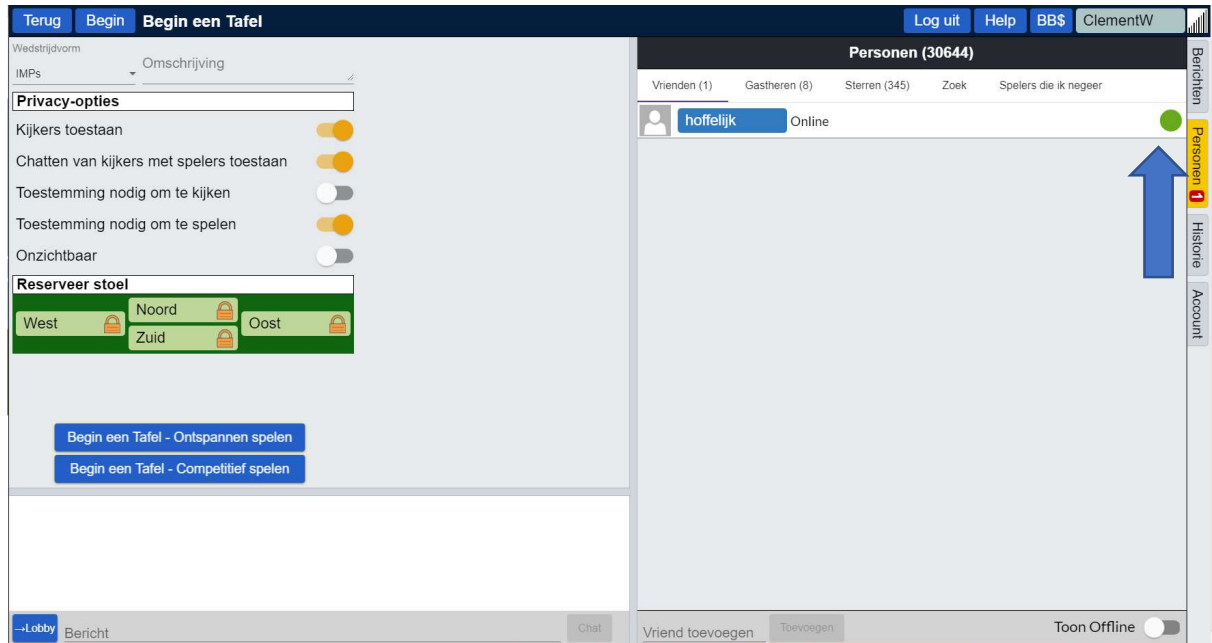 Terug Begin Begin een Tafel Log uit Help BB$ ClementW
Wedstrijdvorm
IMPs Omschrijving
Privacy-opties
Kijkers toestaan
Chatten van kijkers met spelers toestaan
Toestemming nodig om te kijken
Toestemming nodig om te spelen
Onzichtbaar
Reserveer stoel
Noord
West Oost
Zuid
Begin een Tafel - Ontspannen spelen
Begin een Tafel - Competitief spelen
→Lobby Bericht Chat
Personen (30644)
Vrienden (1) Gastheren (8) Sterren (345) Zoek Spelers die ik negeer
hoffelijk Online
Vriend toevoegen Toevoegen Toon Offline
Berichten
Personen 1
Historie
Account